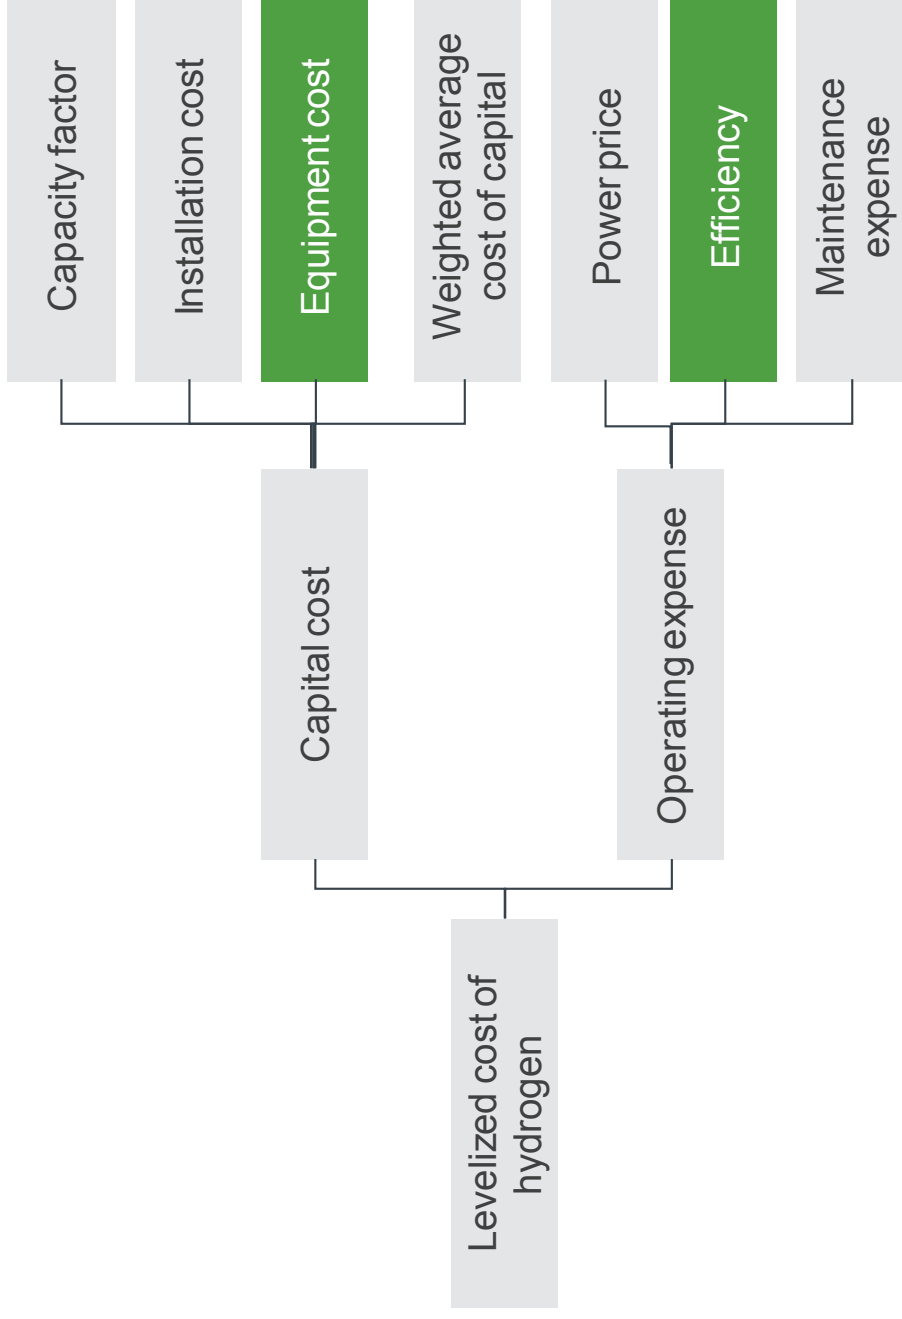 Levelized cost of
hydrogen
Capital cost
Operating expense
Capacity factor
Installation cost
Equipment cost
Weighted average
cost of capital
Power price
Efficiency
Maintenance
expense